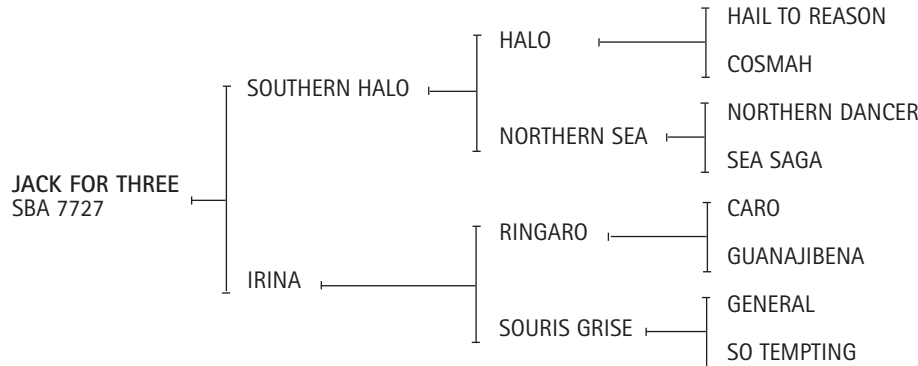 HAIL TO REASON
HALO
COSMAH
SOUTHERN HALO
NORTHERN DANCER
NORTHERN SEA
SEA SAGA
JACK FOR THREE
SBA 7727
CARO
RINGARO
GUANAJIBENA
IRINA
GENERAL
SOURIS GRISE
SO TEMPTING